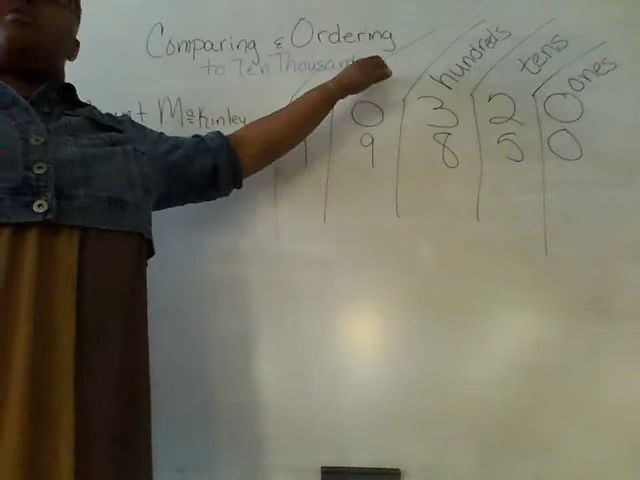 Comparing & Ordering
to Ten Thousand
hundreds
tens
ones
McKinley 0 3 2 0
1 9 8 5 0